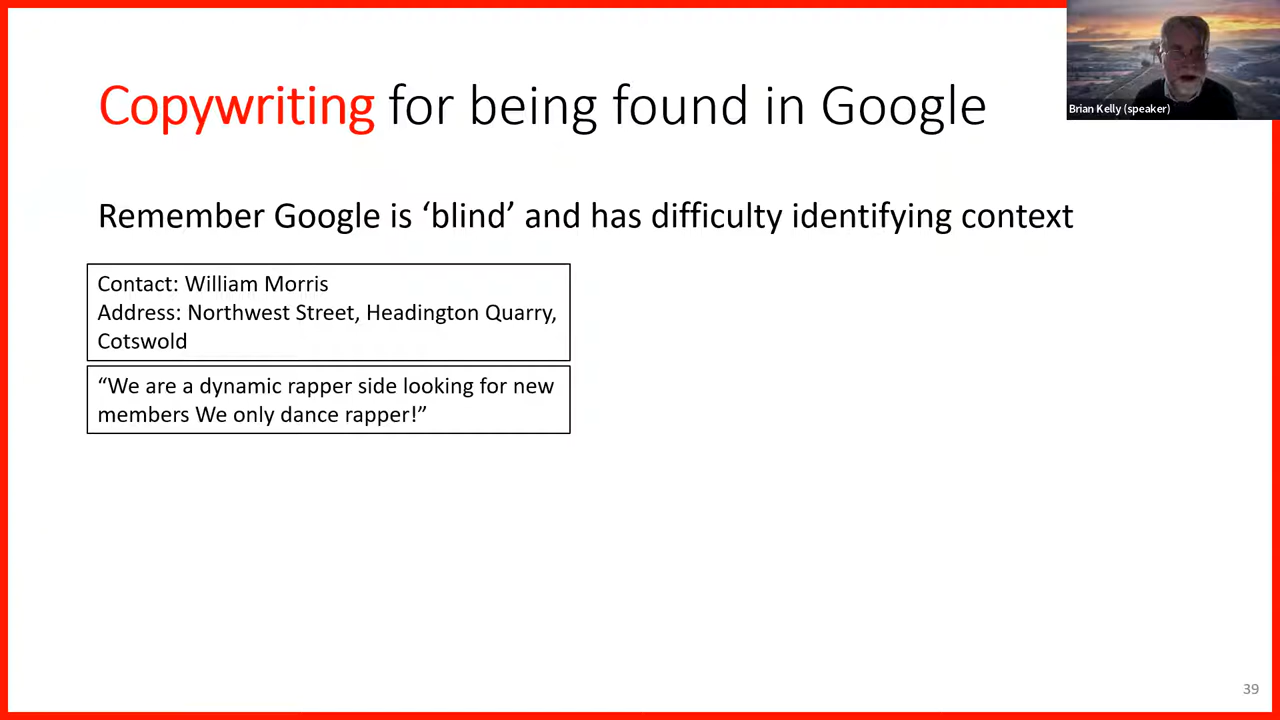 Copywriting for being found in Google
Brian Kelly (speaker)
Remember Google is ‘blind’ and has difficulty identifying context
Contact: William Morris
Address: Northwest Street, Headington Quarry,
Cotswold
“We are a dynamic rapper side looking for new
members We only dance rapper!”
39